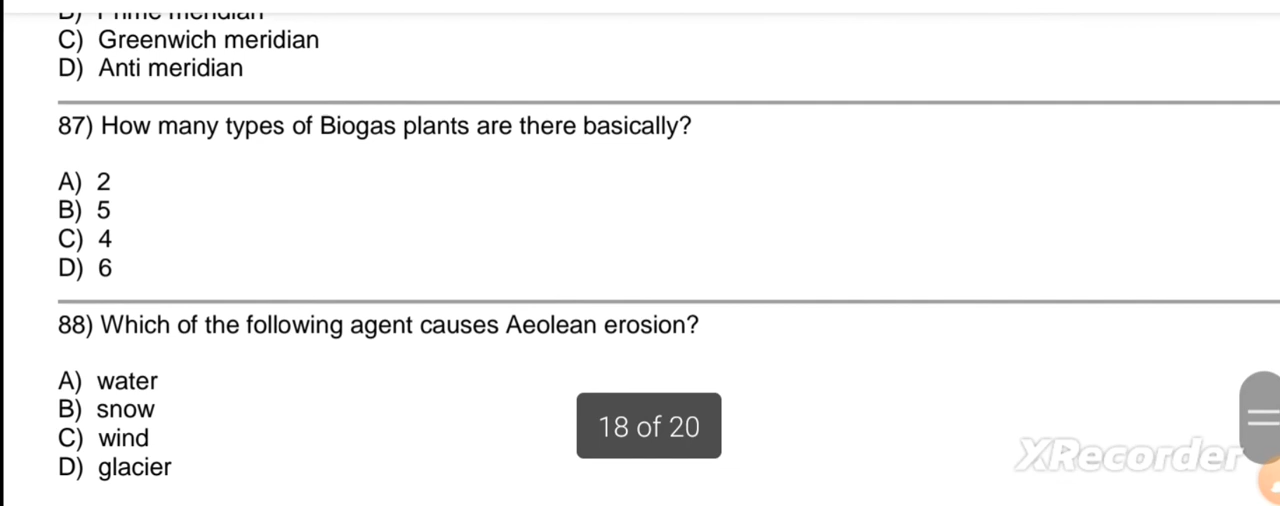 C) Greenwich meridian
D) Anti meridian
87) How many types of Biogas plants are there basically?
A) 2
B) 5
C) 4
D) 6
88) Which of the following agent causes Aeolean erosion?
A) water
B) snow
C) wind
D) glacier
18 of 20
XRecorder